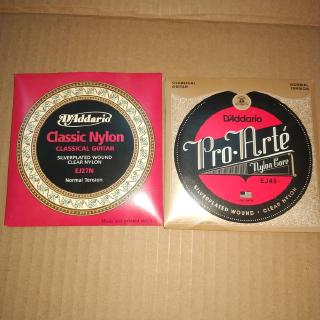 D'Addario
Classic Nylon
CLASSICAL GUITAR
SILVERPLATED WOUND
CLEAR NYLON
EJ27N
Normal Tension
CLASSICAL
GUITAR
NORMAL
TENSION
D'Addario
Pro·Arté
Nylon Core
EJ45
SILVERPLATED WOUND · CLEAR NYLON